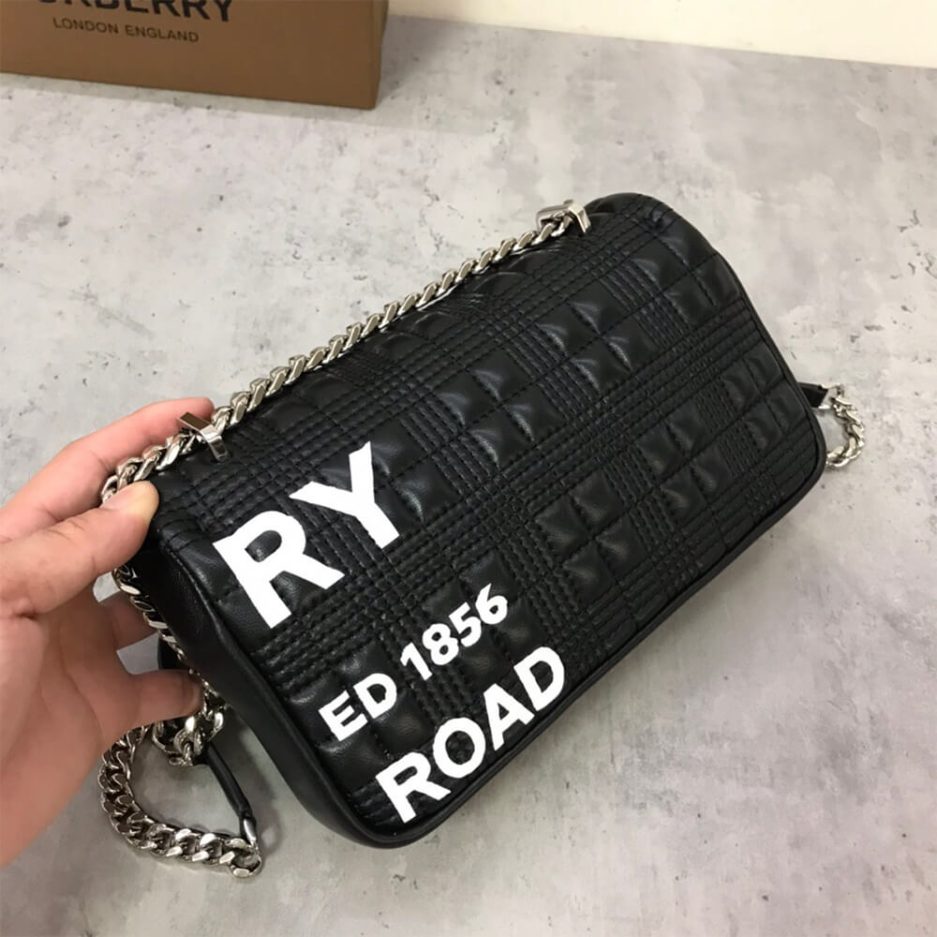 URBERRY
LONDON ENGLAND
RY
ED 1856
ROAD